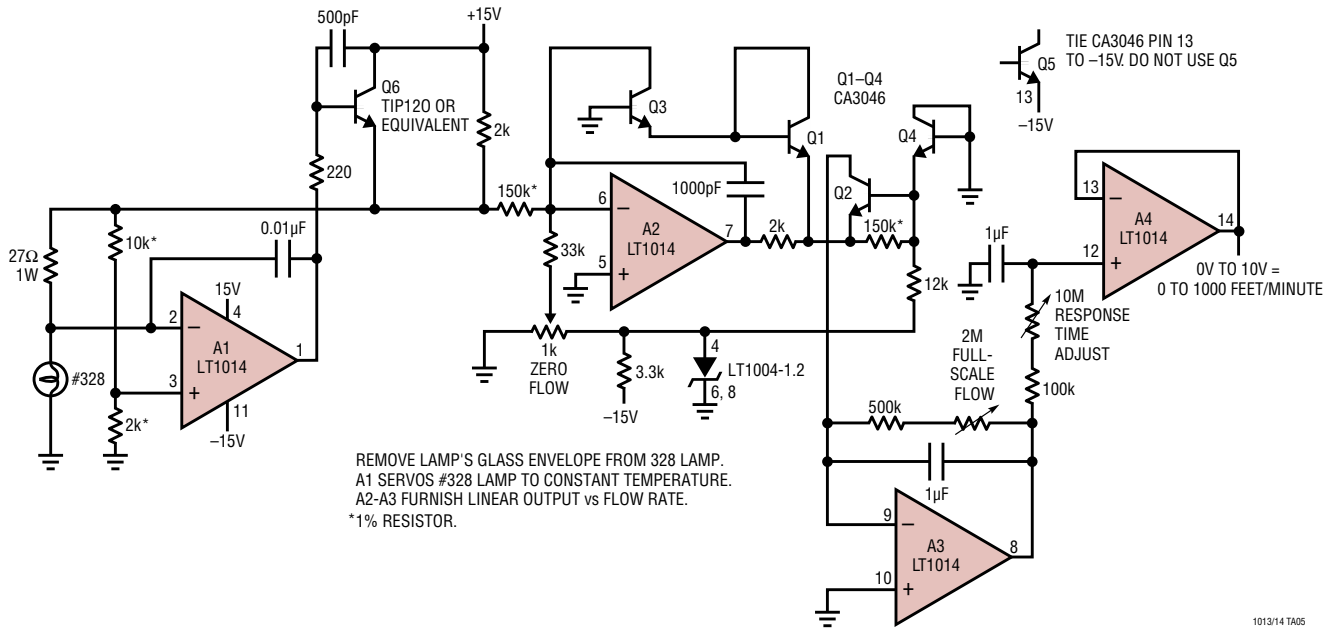 500pF
+15V
Q6
TIP120 OR
EQUIVALENT
2k
220
Q3
Q1
Q1–Q4
CA3046
Q4
Q2
Q5
13
–15V
TIE CA3046 PIN 13
TO –15V. DO NOT USE Q5
150k*
1000pF
6
–
A2
LT1014
7
5
+
2k
150k*
33k
12k
27Ω
1W
10k*
0.01µF
15V
4
2
–
A1
LT1014
1
3
+
11
–15V
#328
2k*
1k
ZERO
FLOW
3.3k
–15V
4
LT1004-1.2
6, 8
1µF
13
–
A4
LT1014
14
12
+
0V TO 10V =
0 TO 1000 FEET/MINUTE
10M
RESPONSE
TIME
ADJUST
2M
FULL-
SCALE
FLOW
100k
500k
1µF
9
–
A3
LT1014
8
10
+
REMOVE LAMP'S GLASS ENVELOPE FROM 328 LAMP.
A1 SERVOS #328 LAMP TO CONSTANT TEMPERATURE.
A2-A3 FURNISH LINEAR OUTPUT vs FLOW RATE.
*1% RESISTOR.
1013/14 TA05